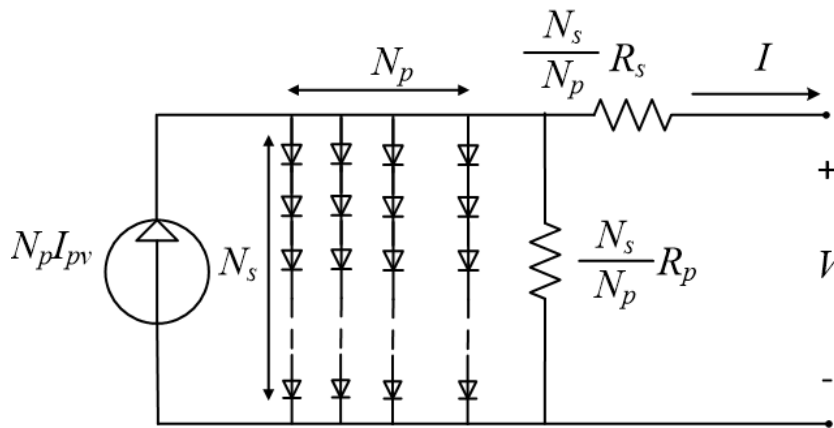 N_p
N_s/N_p R_s
I
+
N_pI_pv
N_s
N_s/N_p R_p
V
-